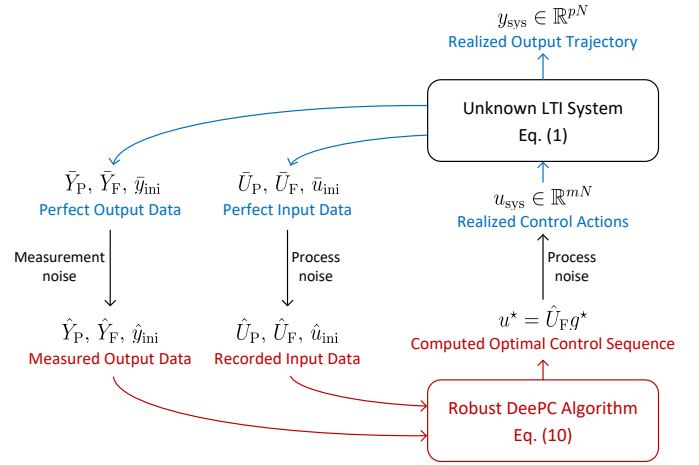 y_sys ∈ ℝ^{pN}
Realized Output Trajectory
Unknown LTI System
Eq. (1)
Ȳ_P, Ȳ_F, ȳ_ini
Perfect Output Data
Ū_P, Ū_F, ū_ini
Perfect Input Data
u_sys ∈ ℝ^{mN}
Realized Control Actions
Measurement
noise
Process
noise
Process
noise
Ŷ_P, Ŷ_F, ŷ_ini
Measured Output Data
Û_P, Û_F, û_ini
Recorded Input Data
u^⋆ = Û_F g^⋆
Computed Optimal Control Sequence
Robust DeePC Algorithm
Eq. (10)